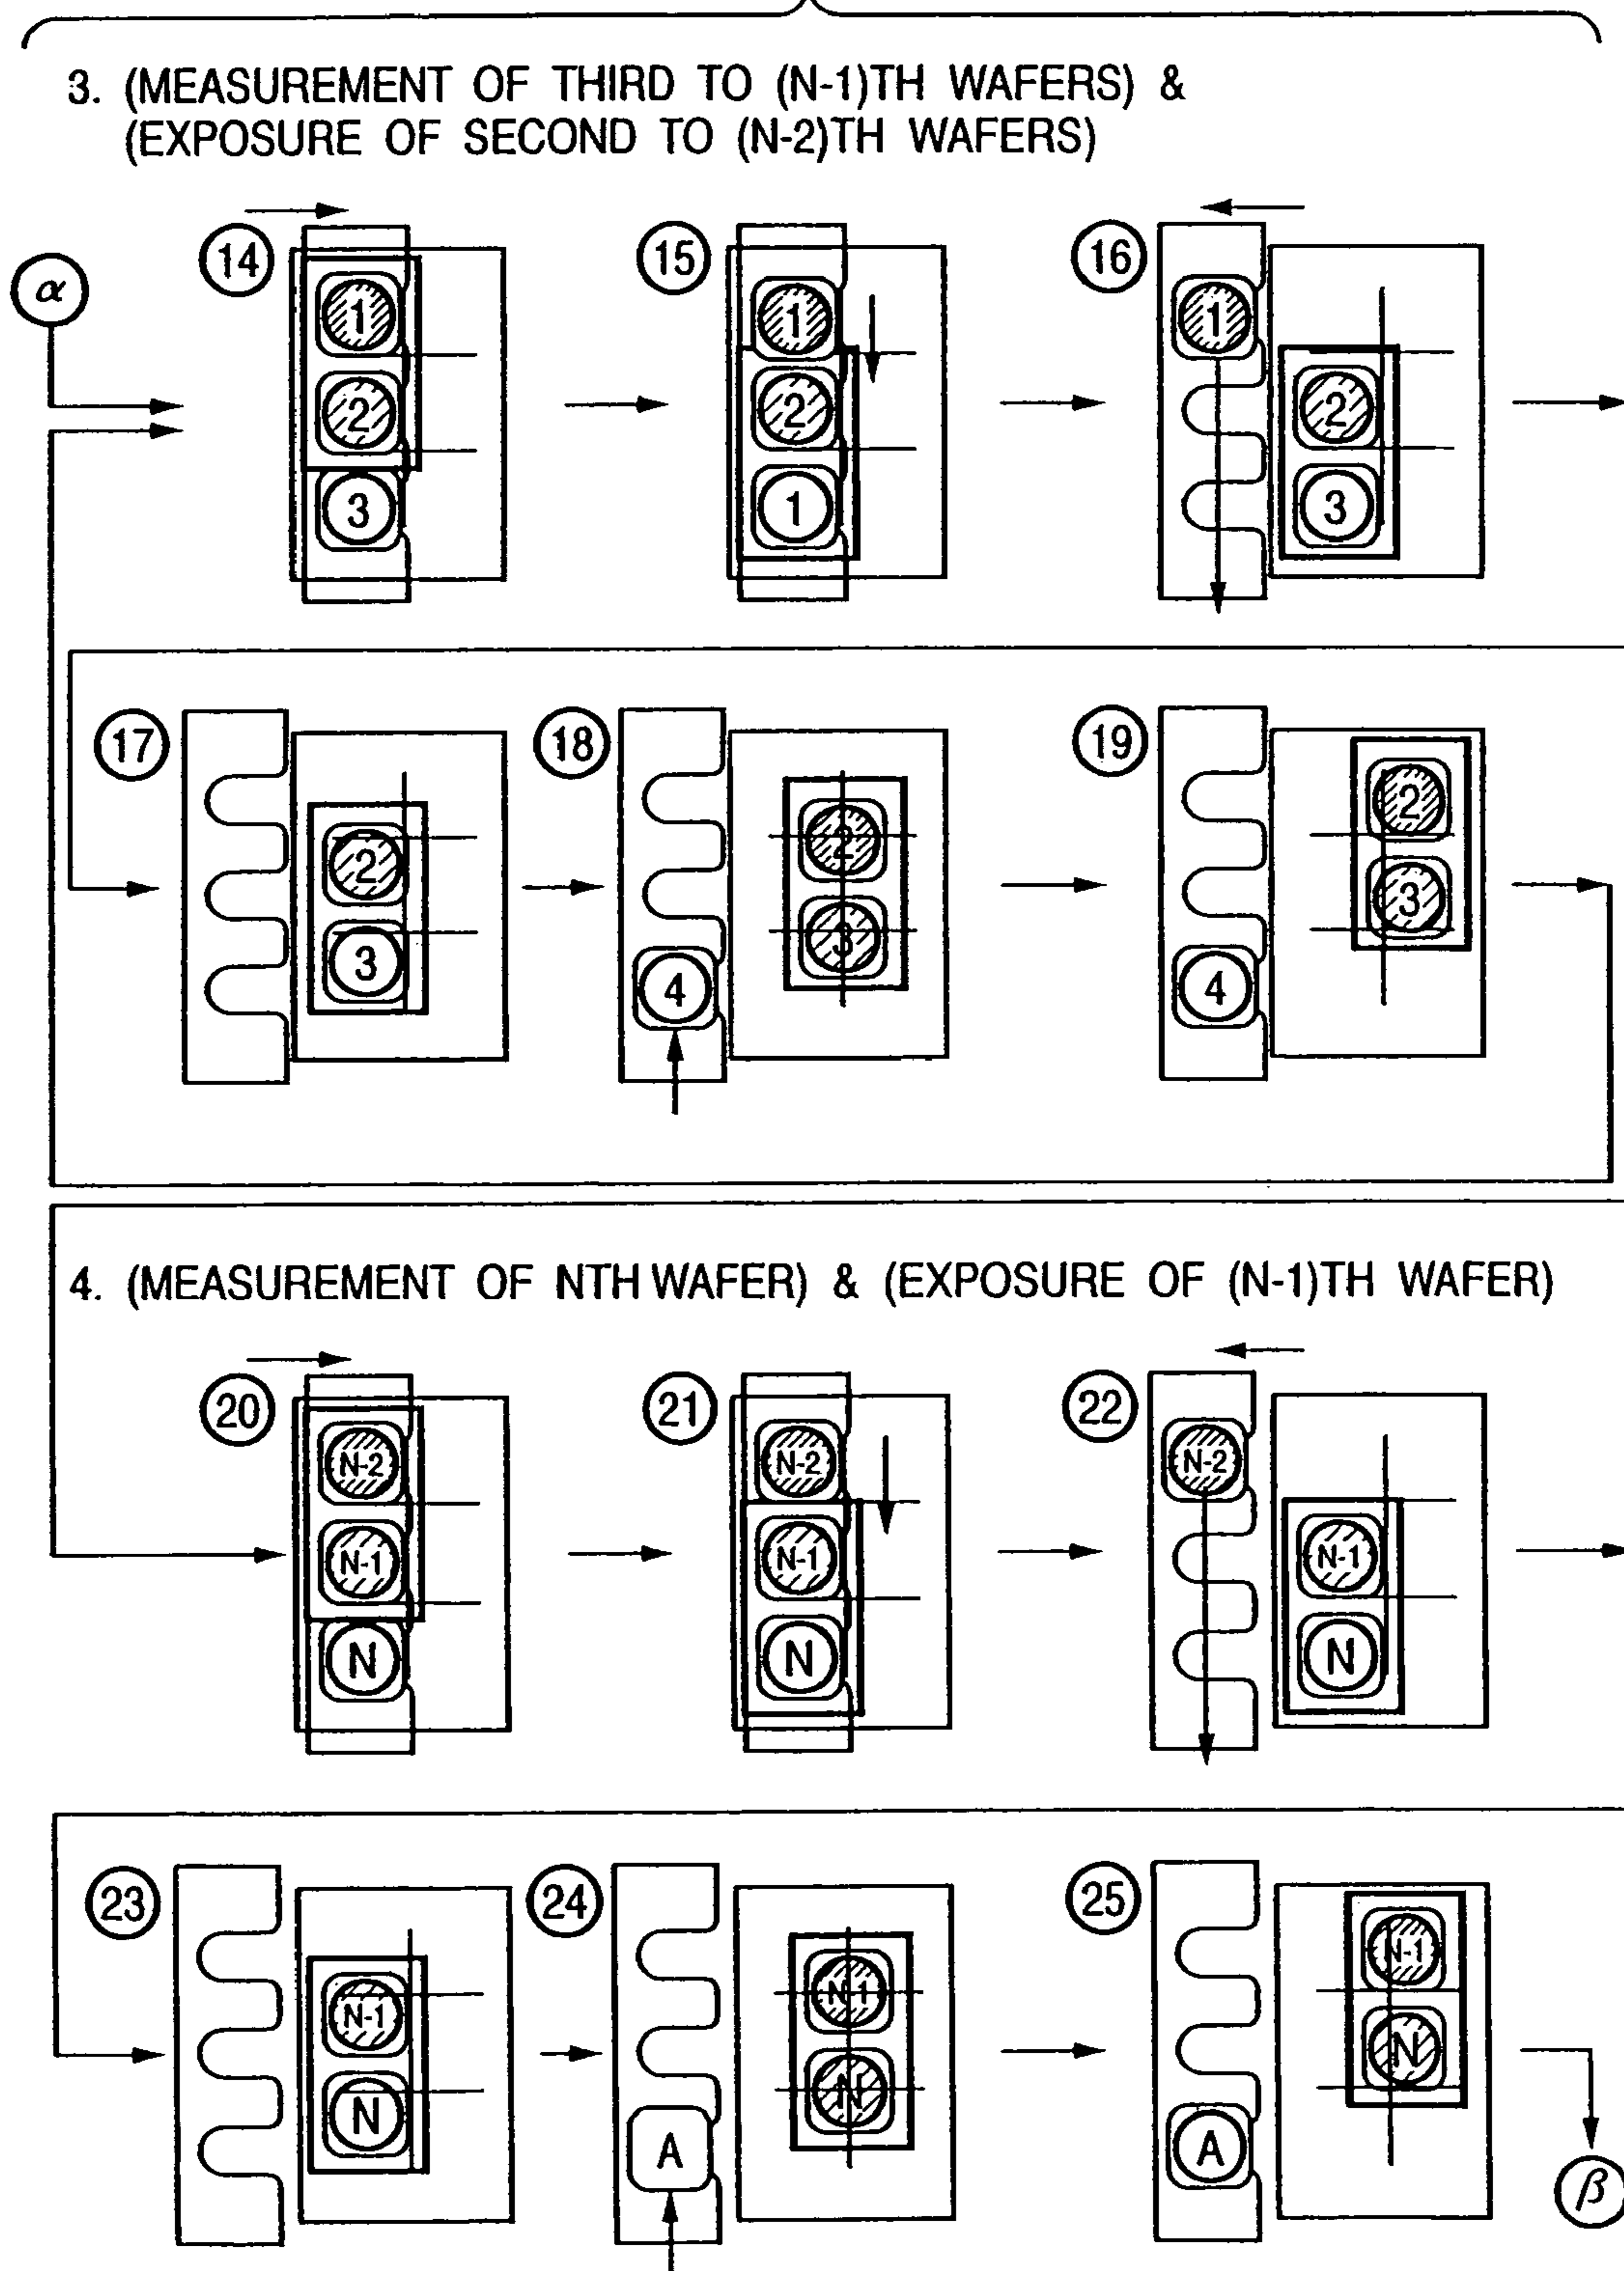 3. (MEASUREMENT OF THIRD TO (N-1)TH WAFERS) &
(EXPOSURE OF SECOND TO (N-2)TH WAFERS)
α
14
1
2
3
15
1
2
1
16
1
2
3
17
2
3
18
2
3
4
19
2
3
4
4. (MEASUREMENT OF NTH WAFER) & (EXPOSURE OF (N-1)TH WAFER)
20
N-2
N-1
N
21
N-2
N-1
N
22
N-2
N-1
N
23
N-1
N
24
N-1
N
A
25
N-1
N
A
β